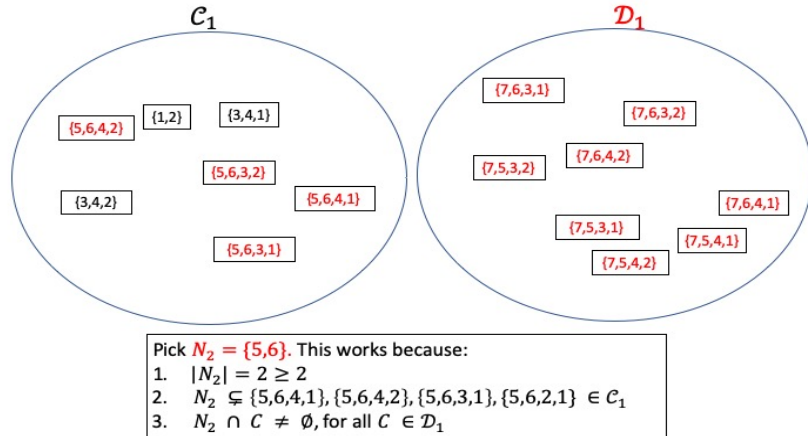 𝒞₁
𝒟₁
{5,6,4,2}
{1,2}
{3,4,1}
{5,6,3,2}
{3,4,2}
{5,6,4,1}
{5,6,3,1}
{7,6,3,1}
{7,6,3,2}
{7,6,4,2}
{7,5,3,2}
{7,6,4,1}
{7,5,3,1}
{7,5,4,1}
{7,5,4,2}
Pick N₂ = {5,6}. This works because:
1. |N₂| = 2 ≥ 2
2. N₂ ⊊ {5,6,4,1}, {5,6,4,2}, {5,6,3,1}, {5,6,2,1} ∈ 𝒞₁
3. N₂ ∩ C ≠ ∅, for all C ∈ 𝒟₁